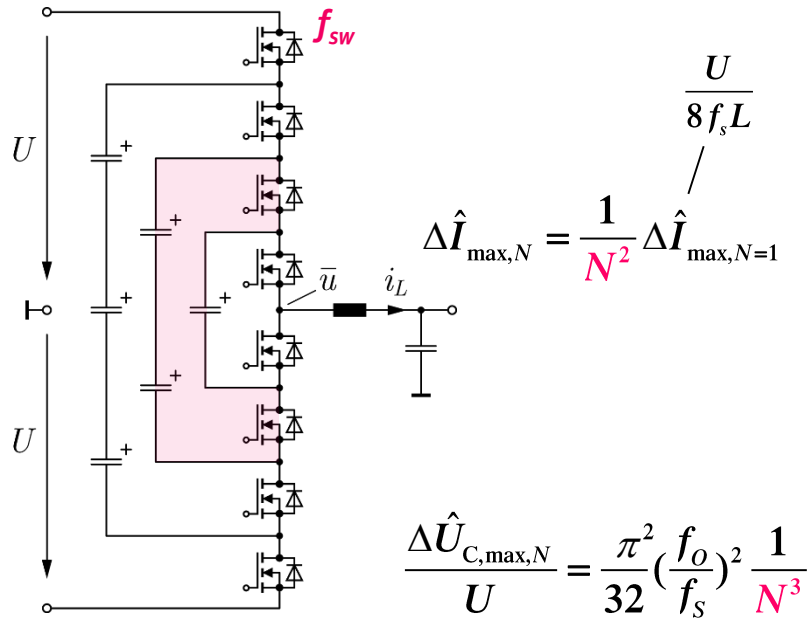 f_sw
U
+
+
+
+
+
+
U
ū
i_L
U
8 f_s L
ΔÎ_max,N = 1/N² ΔÎ_max,N=1
ΔÛ_C,max,N / U = π²/32 (f_O/f_S)² 1/N³